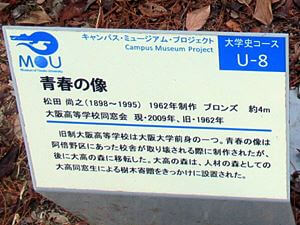 キャンパス・ミュージアム・プロジェクト
Campus Museum Project
大学史コース
U-8
MOU
Museum of Osaka University
青春の像
松田 尚之(1898～1995) 1962年制作 ブロンズ 約4m
大阪高等学校同窓会 現・2009年、旧・1962年
旧制大阪高等学校は大阪大学前身の一つ。青春の像は
阿倍野区にあった校舎が取り壊される際に制作されたが、
後に大高の森に移転した。大高の森は、人材の森としての
大高同窓生による樹木寄贈をきっかけに設置された。